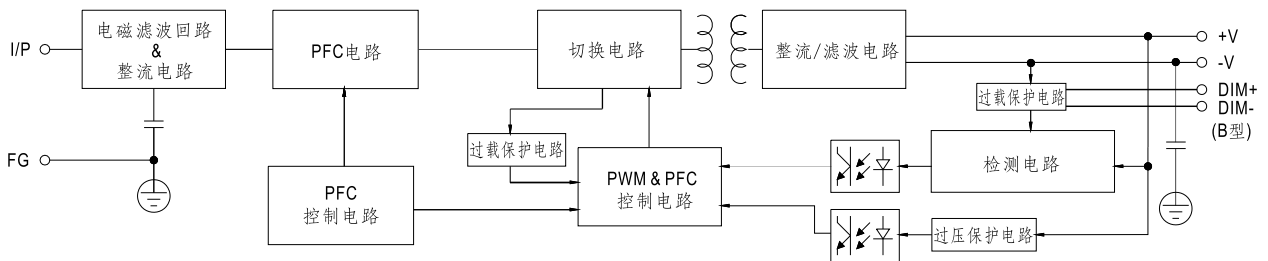 I/P
电磁滤波回路
&
整流电路
PFC电路
切换电路
整流/滤波电路
+V
-V
DIM+
DIM-
(B型)
过载保护电路
FG
过载保护电路
检测电路
PFC
控制电路
PWM & PFC
控制电路
过压保护电路